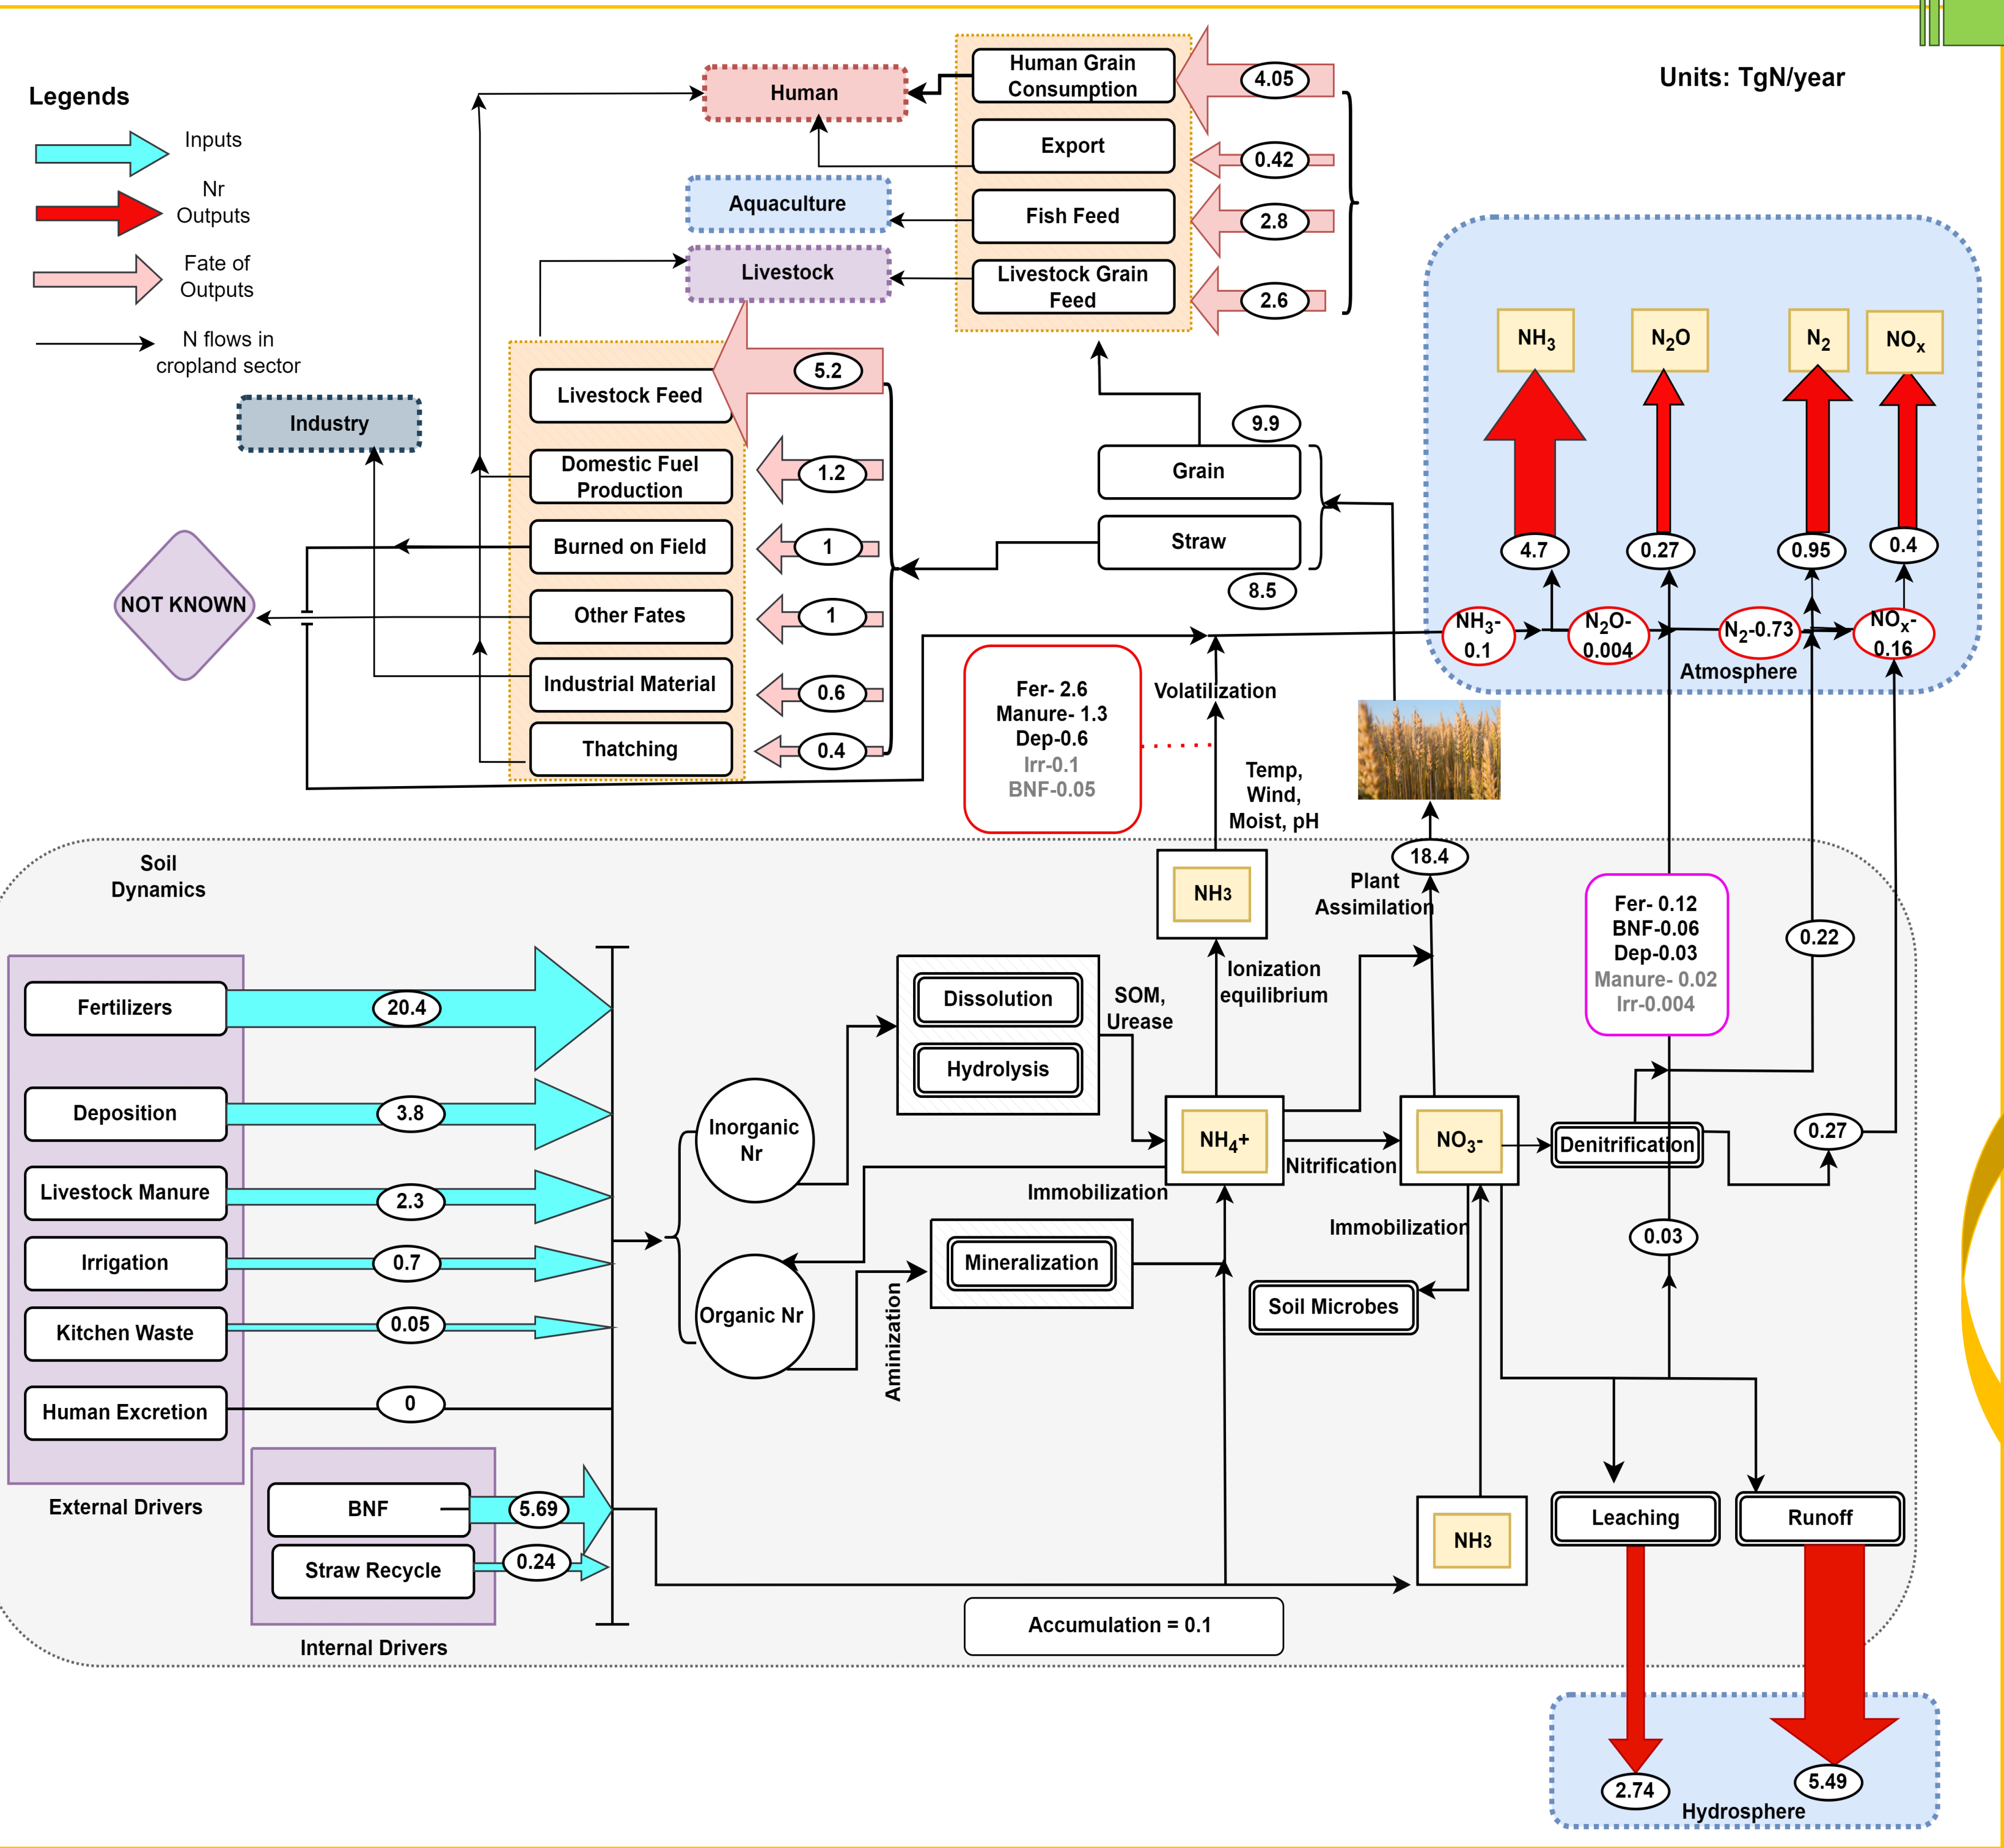 Units: TgN/year
Legends
Inputs
Nr
Outputs
Fate of
Outputs
N flows in
cropland sector
Human
Aquaculture
Livestock
Industry
NOT KNOWN
Human Grain
Consumption
Export
Fish Feed
Livestock Grain
Feed
4.05
0.42
2.8
2.6
Livestock Feed
Domestic Fuel
Production
Burned on Field
Other Fates
Industrial Material
Thatching
5.2
1.2
1
1
0.6
0.4
9.9
Grain
Straw
8.5
NH3
N2O
N2
NOx
4.7
0.27
0.95
0.4
NH3-
0.1
N2O-
0.004
N2-0.73
NOx-
0.16
Atmosphere
Fer- 2.6
Manure- 1.3
Dep-0.6
Irr-0.1
BNF-0.05
Volatilization
Temp,
Wind,
Moist, pH
Soil
Dynamics
NH3
18.4
Plant
Assimilation
Ionization
equilibrium
Fer- 0.12
BNF-0.06
Dep-0.03
Manure- 0.02
Irr-0.004
0.22
Fertilizers
20.4
Deposition
3.8
Livestock Manure
2.3
Irrigation
0.7
Kitchen Waste
0.05
Human Excretion
0
External Drivers
BNF
5.69
Straw Recycle
0.24
Internal Drivers
Inorganic
Nr
Organic Nr
Dissolution
Hydrolysis
SOM,
Urease
Aminization
Mineralization
Immobilization
NH4+
Nitrification
NO3-
Immobilization
Soil Microbes
Denitrification
0.27
0.03
NH3
Leaching
Runoff
Accumulation = 0.1
2.74
5.49
Hydrosphere